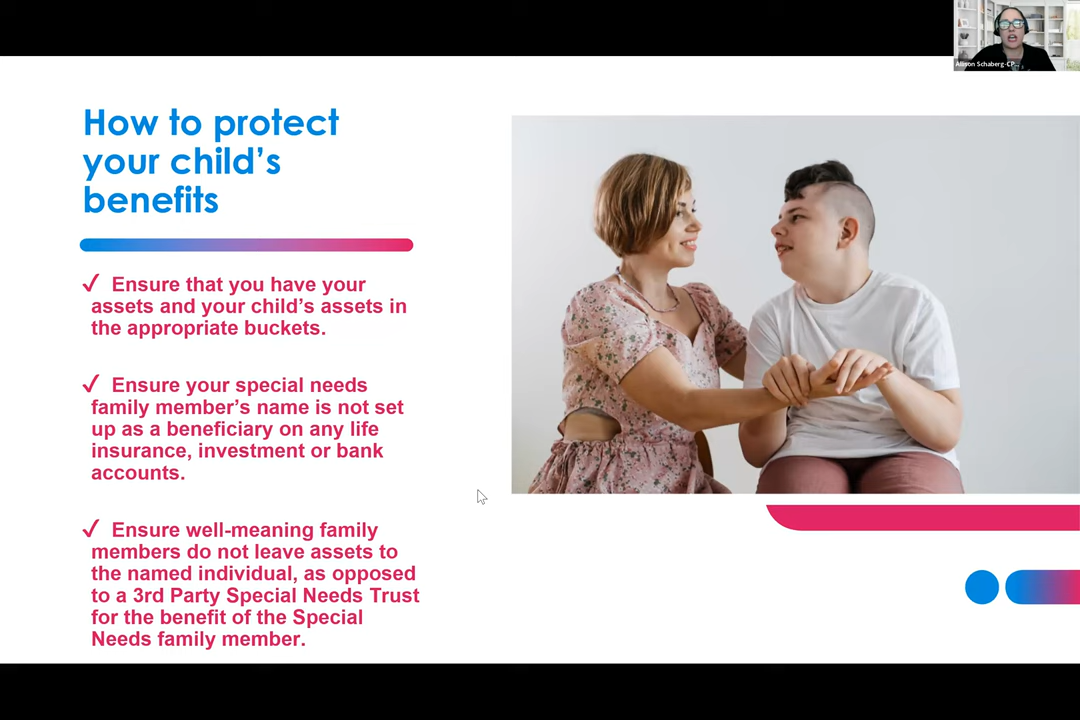 Allison Schaberg-CP
How to protect
your child's
benefits
✓ Ensure that you have your
assets and your child's assets in
the appropriate buckets.
✓ Ensure your special needs
family member's name is not set
up as a beneficiary on any life
insurance, investment or bank
accounts.
✓ Ensure well-meaning family
members do not leave assets to
the named individual, as opposed
to a 3rd Party Special Needs Trust
for the benefit of the Special
Needs family member.